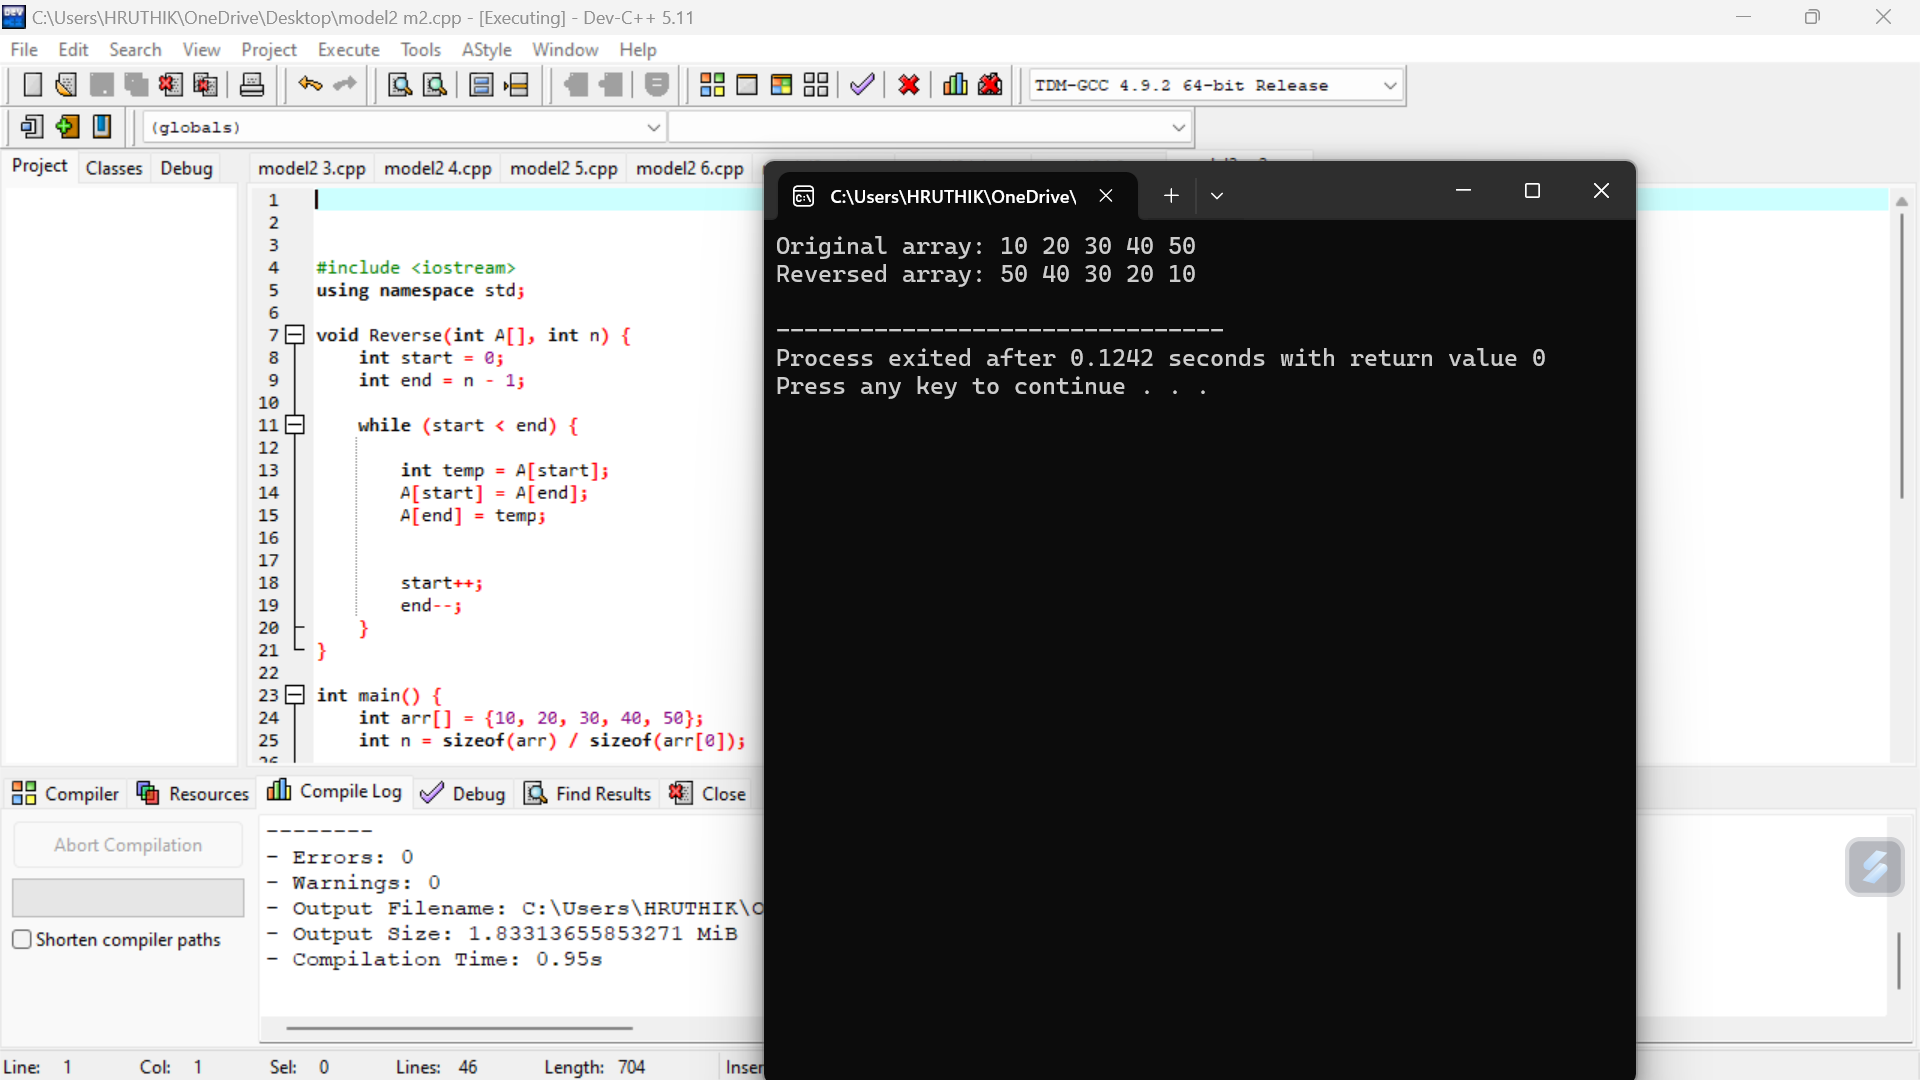 C:\Users\HRUTHIK\OneDrive\Desktop\model2 m2.cpp - [Executing] - Dev-C++ 5.11
File Edit Search View Project Execute Tools AStyle Window Help
TDM-GCC 4.9.2 64-bit Release
(globals)
Project Classes Debug
model2 3.cpp model2 4.cpp model2 5.cpp model2 6.cpp
1
2
3
4 #include <iostream>
5 using namespace std;
6
7 void Reverse(int A[], int n) {
8 int start = 0;
9 int end = n - 1;
10
11 while (start < end) {
12
13 int temp = A[start];
14 A[start] = A[end];
15 A[end] = temp;
16
17
18 start++;
19 end--;
20 }
21 }
22
23 int main() {
24 int arr[] = {10, 20, 30, 40, 50};
25 int n = sizeof(arr) / sizeof(arr[0]);
C:\Users\HRUTHIK\OneDrive\
Original array: 10 20 30 40 50
Reversed array: 50 40 30 20 10
--------------------------------
Process exited after 0.1242 seconds with return value 0
Press any key to continue . . .
Compiler Resources Compile Log Debug Find Results Close
Abort Compilation
Shorten compiler paths
--------
- Errors: 0
- Warnings: 0
- Output Filename: C:\Users\HRUTHIK\O
- Output Size: 1.83313655853271 MiB
- Compilation Time: 0.95s
Line: 1 Col: 1 Sel: 0 Lines: 46 Length: 704 Inser